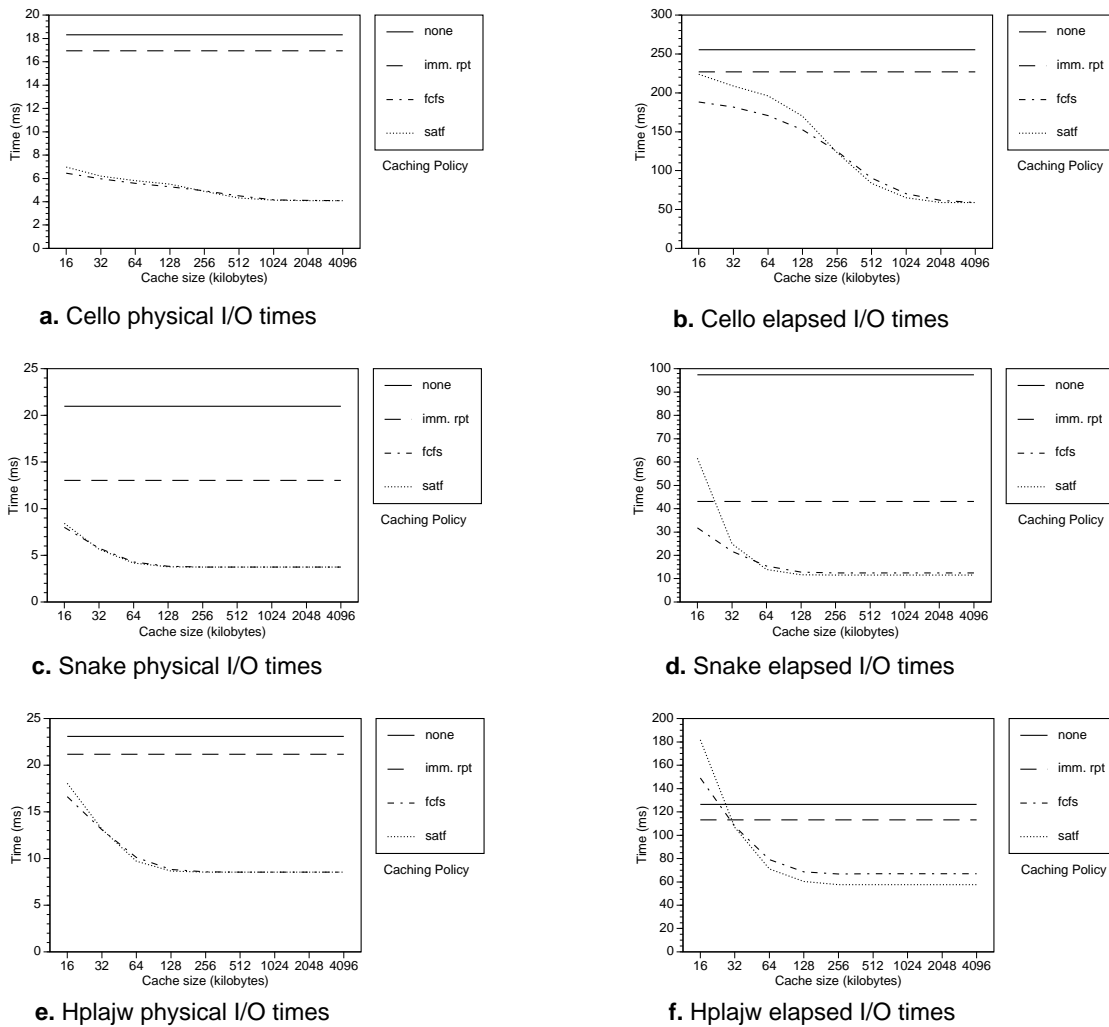 20
18
16
14
12
10
8
6
4
2
0
Time (ms)
16 32 64 128 256 512 1024 2048 4096
Cache size (kilobytes)
none
imm. rpt
fcfs
satf
Caching Policy
a. Cello physical I/O times
300
250
200
150
100
50
0
Time (ms)
16 32 64 128 256 512 1024 2048 4096
Cache size (kilobytes)
none
imm. rpt
fcfs
satf
Caching Policy
b. Cello elapsed I/O times
25
20
15
10
5
0
Time (ms)
16 32 64 128 256 512 1024 2048 4096
Cache size (kilobytes)
none
imm. rpt
fcfs
satf
Caching Policy
c. Snake physical I/O times
100
90
80
70
60
50
40
30
20
10
0
Time (ms)
16 32 64 128 256 512 1024 2048 4096
Cache size (kilobytes)
none
imm. rpt
fcfs
satf
Caching Policy
d. Snake elapsed I/O times
25
20
15
10
5
0
Time (ms)
16 32 64 128 256 512 1024 2048 4096
Cache size (kilobytes)
none
imm. rpt
fcfs
satf
Caching Policy
e. Hplajw physical I/O times
200
180
160
140
120
100
80
60
40
20
0
Time (ms)
16 32 64 128 256 512 1024 2048 4096
Cache size (kilobytes)
none
imm. rpt
fcfs
satf
Caching Policy
f. Hplajw elapsed I/O times